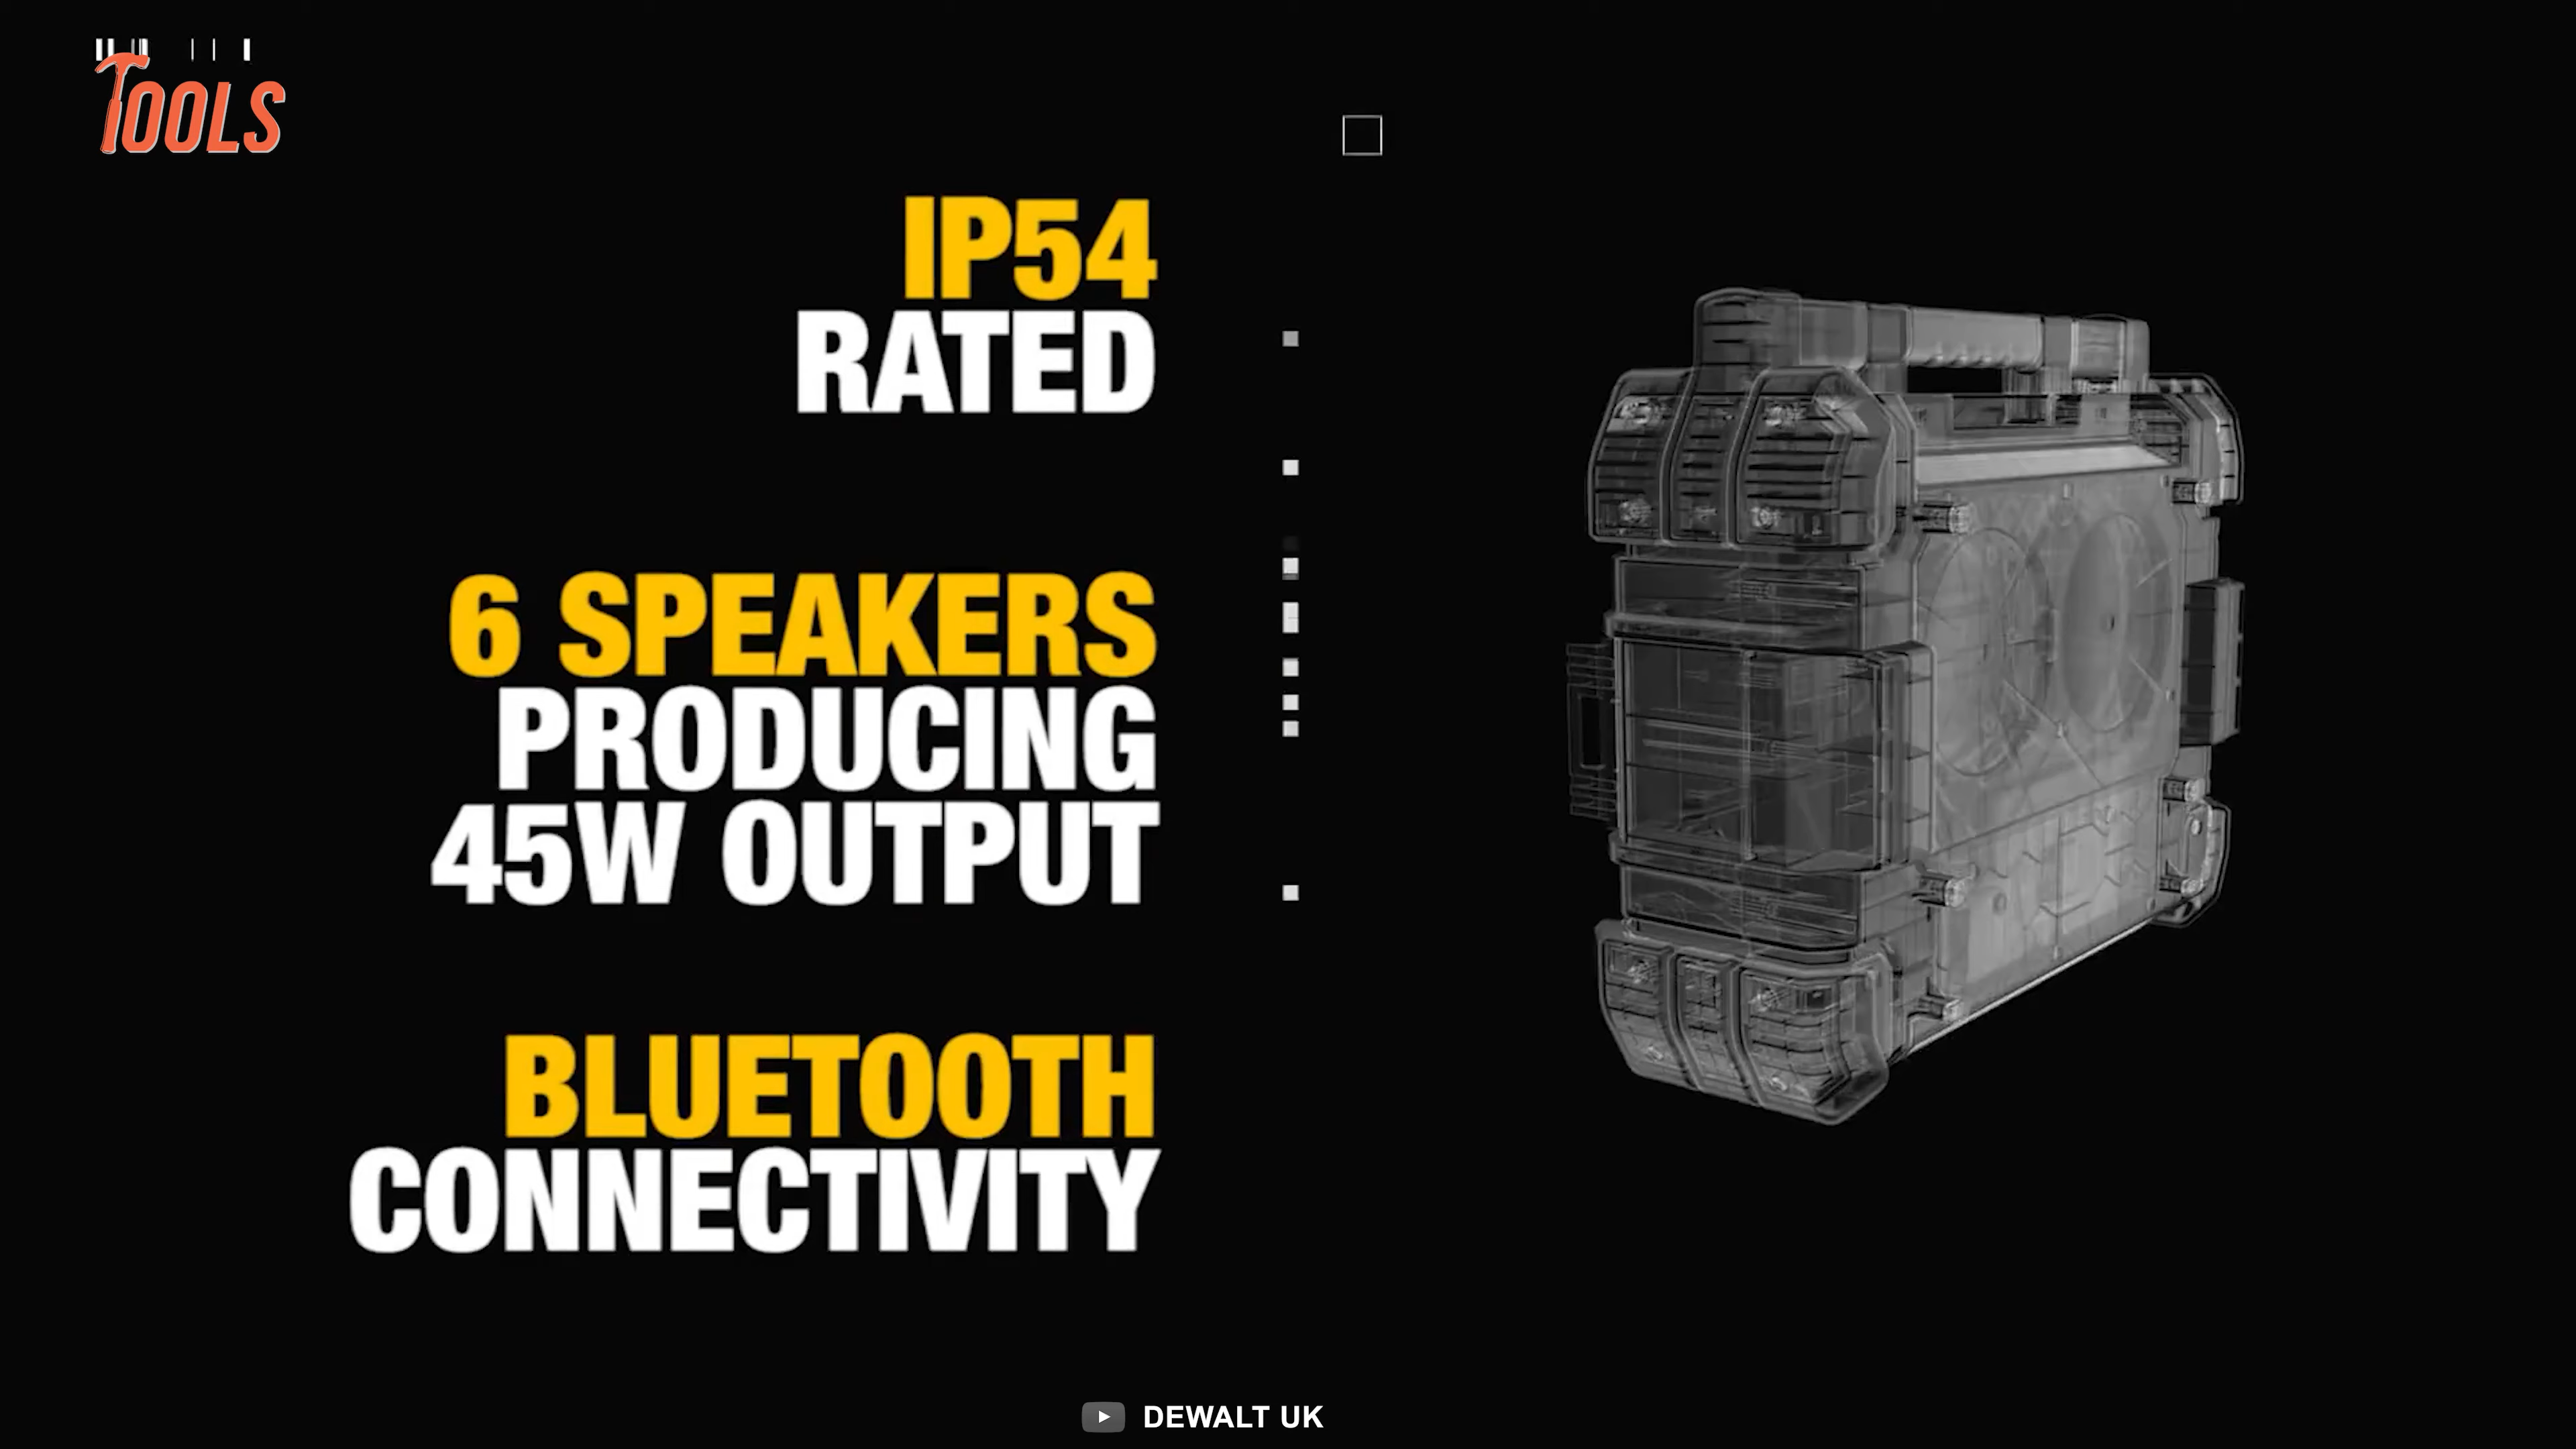 TOOLS
IP54
RATED
6 SPEAKERS
PRODUCING
45W OUTPUT
BLUETOOTH
CONNECTIVITY
DEWALT UK